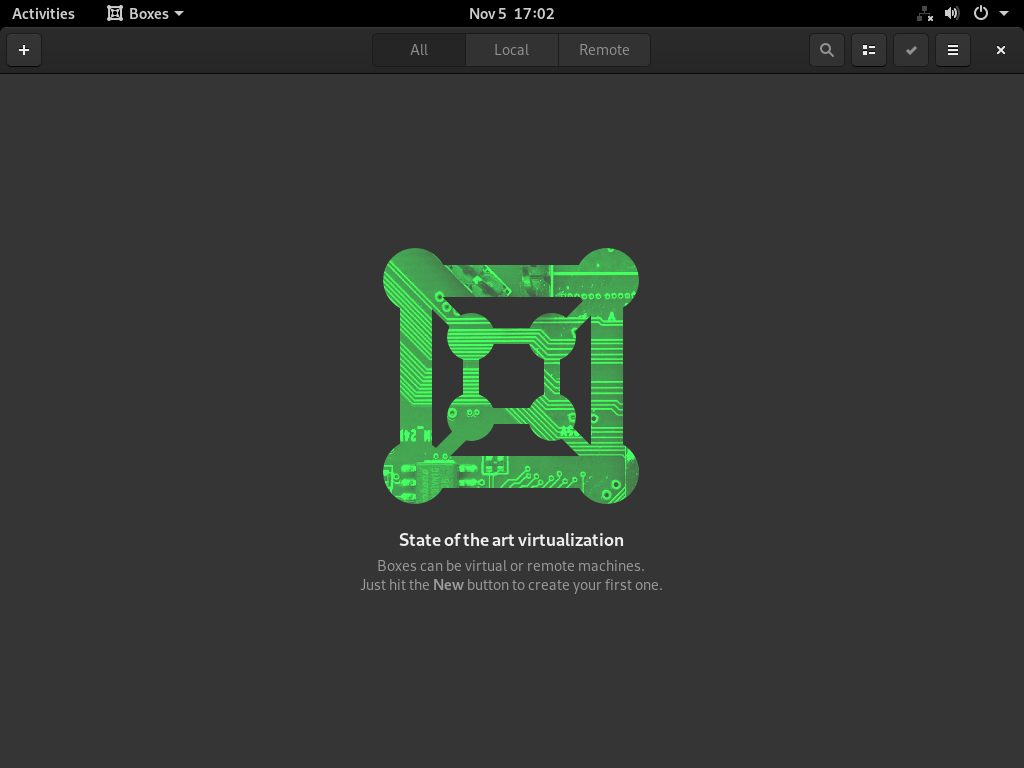 Activities Boxes Nov 5 17:02
All Local Remote
State of the art virtualization
Boxes can be virtual or remote machines.
Just hit the New button to create your first one.